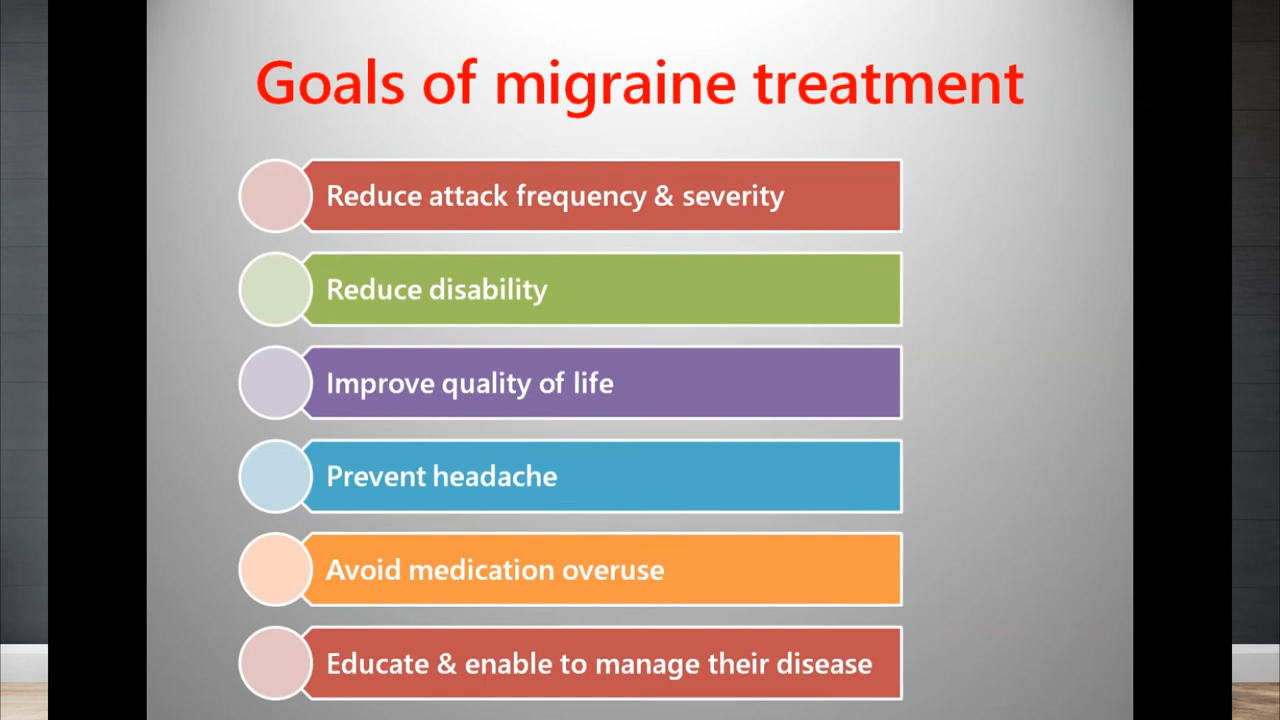 Goals of migraine treatment
Reduce attack frequency & severity
Reduce disability
Improve quality of life
Prevent headache
Avoid medication overuse
Educate & enable to manage their disease